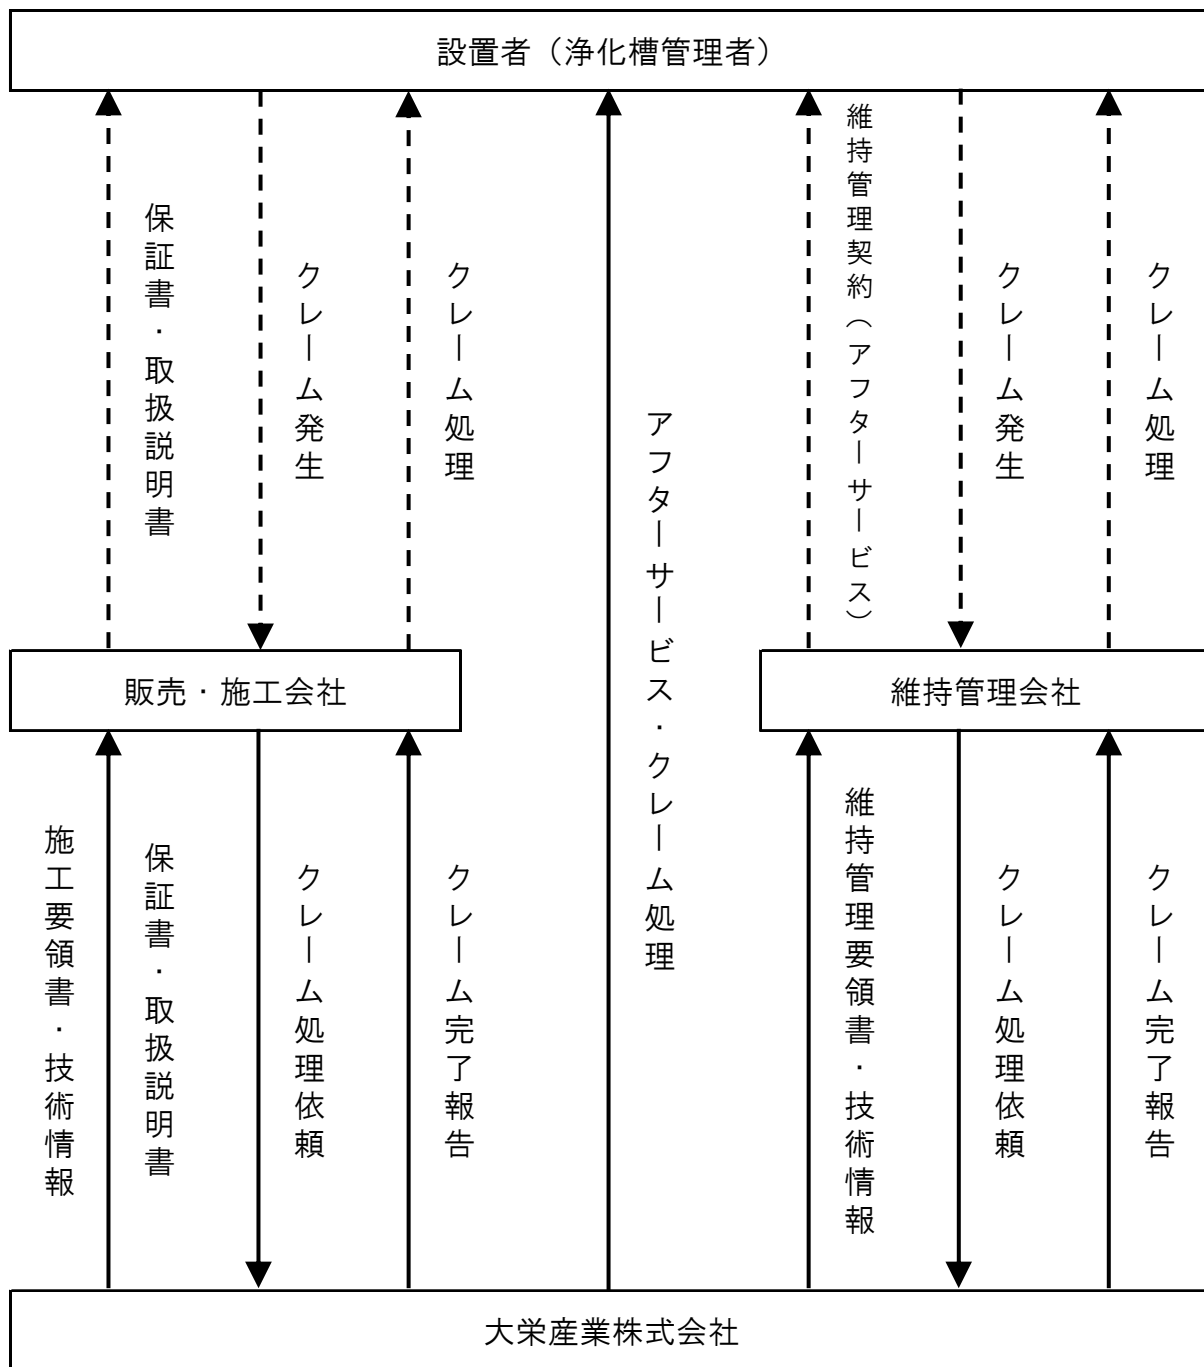 設置者（浄化槽管理者）
保証書・取扱説明書
クレーム発生
クレーム処理
アフターサービス・クレーム処理
維持管理契約（アフターサービス）
クレーム発生
クレーム処理
販売・施工会社
維持管理会社
施工要領書・技術情報
保証書・取扱説明書
クレーム処理依頼
クレーム完了報告
維持管理要領書・技術情報
クレーム処理依頼
クレーム完了報告
大栄産業株式会社